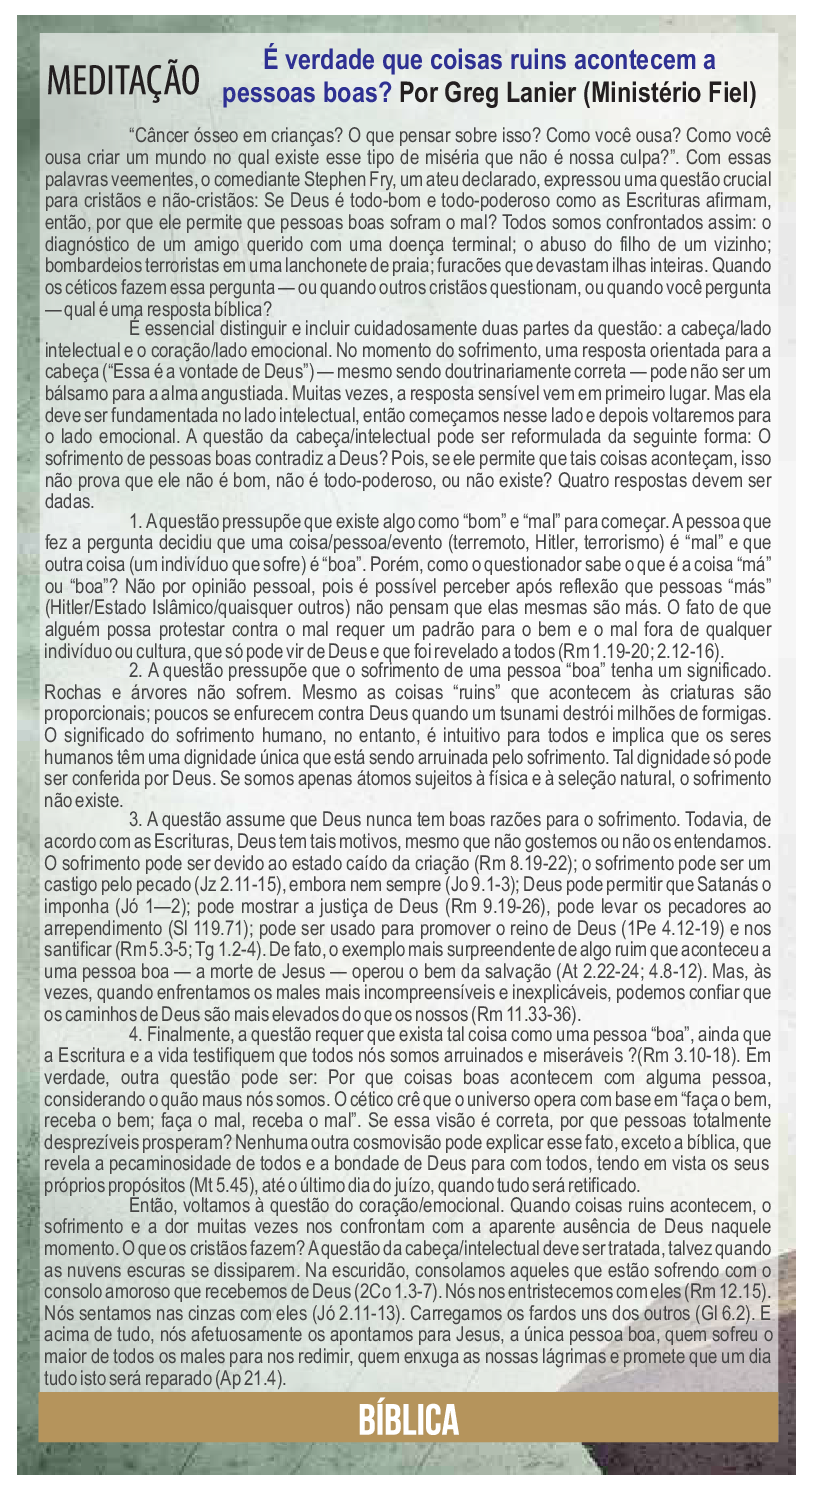 MEDITAÇÃO
É verdade que coisas ruins acontecem a
pessoas boas? Por Greg Lanier (Ministério Fiel)
“Câncer ósseo em crianças? O que pensar sobre isso? Como você ousa? Como você
ousa criar um mundo no qual existe esse tipo de miséria que não é nossa culpa?”. Com essas
palavras veementes, o comediante Stephen Fry, um ateu declarado, expressou uma questão crucial
para cristãos e não-cristãos: Se Deus é todo-bom e todo-poderoso como as Escrituras afirmam,
então, por que ele permite que pessoas boas sofram o mal? Todos somos confrontados assim: o
diagnóstico de um amigo querido com uma doença terminal; o abuso do filho de um vizinho;
bombardeios terroristas em uma lanchonete de praia; furacões que devastam ilhas inteiras. Quando
os céticos fazem essa pergunta — ou quando outros cristãos questionam, ou quando você pergunta
— qual é uma resposta bíblica?
É essencial distinguir e incluir cuidadosamente duas partes da questão: a cabeça/lado
intelectual e o coração/lado emocional. No momento do sofrimento, uma resposta orientada para a
cabeça (“Essa é a vontade de Deus”) — mesmo sendo doutrinariamente correta — pode não ser um
bálsamo para a alma angustiada. Muitas vezes, a resposta sensível vem em primeiro lugar. Mas ela
deve ser fundamentada no lado intelectual, então começamos nesse lado e depois voltaremos para
o lado emocional. A questão da cabeça/intelectual pode ser reformulada da seguinte forma: O
sofrimento de pessoas boas contradiz a Deus? Pois, se ele permite que tais coisas aconteçam, isso
não prova que ele não é bom, não é todo-poderoso, ou não existe? Quatro respostas devem ser
dadas.
1. A questão pressupõe que existe algo como “bom” e “mal” para começar. A pessoa que
fez a pergunta decidiu que uma coisa/pessoa/evento (terremoto, Hitler, terrorismo) é “mal” e que
outra coisa (um indivíduo que sofre) é “boa”. Porém, como o questionador sabe o que é a coisa “má”
ou “boa”? Não por opinião pessoal, pois é possível perceber após reflexão que pessoas “más”
(Hitler/Estado Islâmico/quaisquer outros) não pensam que elas mesmas são más. O fato de que
alguém possa protestar contra o mal requer um padrão para o bem e o mal fora de qualquer
indivíduo ou cultura, que só pode vir de Deus e que foi revelado a todos (Rm 1.19-20; 2.12-16).
2. A questão pressupõe que o sofrimento de uma pessoa “boa” tenha um significado.
Rochas e árvores não sofrem. Mesmo as coisas “ruins” que acontecem às criaturas são
proporcionais; poucos se enfurecem contra Deus quando um tsunami destrói milhões de formigas.
O significado do sofrimento humano, no entanto, é intuitivo para todos e implica que os seres
humanos têm uma dignidade única que está sendo arruinada pelo sofrimento. Tal dignidade só pode
ser conferida por Deus. Se somos apenas átomos sujeitos à física e à seleção natural, o sofrimento
não existe.
3. A questão assume que Deus nunca tem boas razões para o sofrimento. Todavia, de
acordo com as Escrituras, Deus tem tais motivos, mesmo que não gostemos ou não os entendamos.
O sofrimento pode ser devido ao estado caído da criação (Rm 8.19-22); o sofrimento pode ser um
castigo pelo pecado (Jz 2.11-15), embora nem sempre (Jo 9.1-3); Deus pode permitir que Satanás o
imponha (Jó 1—2); pode mostrar a justiça de Deus (Rm 9.19-26), pode levar os pecadores ao
arrependimento (Sl 119.71); pode ser usado para promover o reino de Deus (1Pe 4.12-19) e nos
santificar (Rm 5.3-5; Tg 1.2-4). De fato, o exemplo mais surpreendente de algo ruim que aconteceu a
uma pessoa boa — a morte de Jesus — operou o bem da salvação (At 2.22-24; 4.8-12). Mas, às
vezes, quando enfrentamos os males mais incompreensíveis e inexplicáveis, podemos confiar que
os caminhos de Deus são mais elevados do que os nossos (Rm 11.33-36).
4. Finalmente, a questão requer que exista tal coisa como uma pessoa “boa”, ainda que
a Escritura e a vida testifiquem que todos nós somos arruinados e miseráveis ?(Rm 3.10-18). Em
verdade, outra questão pode ser: Por que coisas boas acontecem com alguma pessoa,
considerando o quão maus nós somos. O cético crê que o universo opera com base em “faça o bem,
receba o bem; faça o mal, receba o mal”. Se essa visão é correta, por que pessoas totalmente
desprezíveis prosperam? Nenhuma outra cosmovisão pode explicar esse fato, exceto a bíblica, que
revela a pecaminosidade de todos e a bondade de Deus para com todos, tendo em vista os seus
próprios propósitos (Mt 5.45), até o último dia do juízo, quando tudo será retificado.
Então, voltamos à questão do coração/emocional. Quando coisas ruins acontecem, o
sofrimento e a dor muitas vezes nos confrontam com a aparente ausência de Deus naquele
momento. O que os cristãos fazem? A questão da cabeça/intelectual deve ser tratada, talvez quando
as nuvens escuras se dissiparem. Na escuridão, consolamos aqueles que estão sofrendo com o
consolo amoroso que recebemos de Deus (2Co 1.3-7). Nós nos entristecemos com eles (Rm 12.15).
Nós sentamos nas cinzas com eles (Jó 2.11-13). Carregamos os fardos uns dos outros (Gl 6.2). E
acima de tudo, nós afetuosamente os apontamos para Jesus, a única pessoa boa, quem sofreu o
maior de todos os males para nos redimir, quem enxuga as nossas lágrimas e promete que um dia
tudo isto será reparado (Ap 21.4).
BÍBLICA